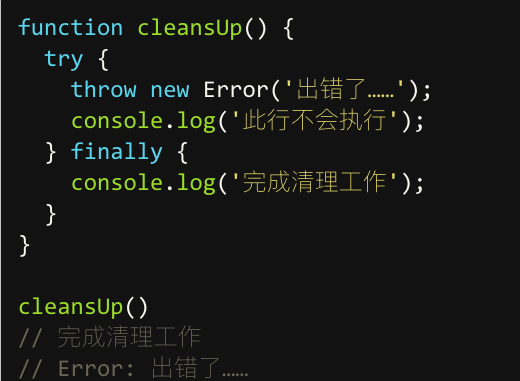 function cleansUp() {
  try {
    throw new Error('出错了……');
    console.log('此行不会执行');
  } finally {
    console.log('完成清理工作');
  }
}

cleansUp()
// 完成清理工作
// Error: 出错了……